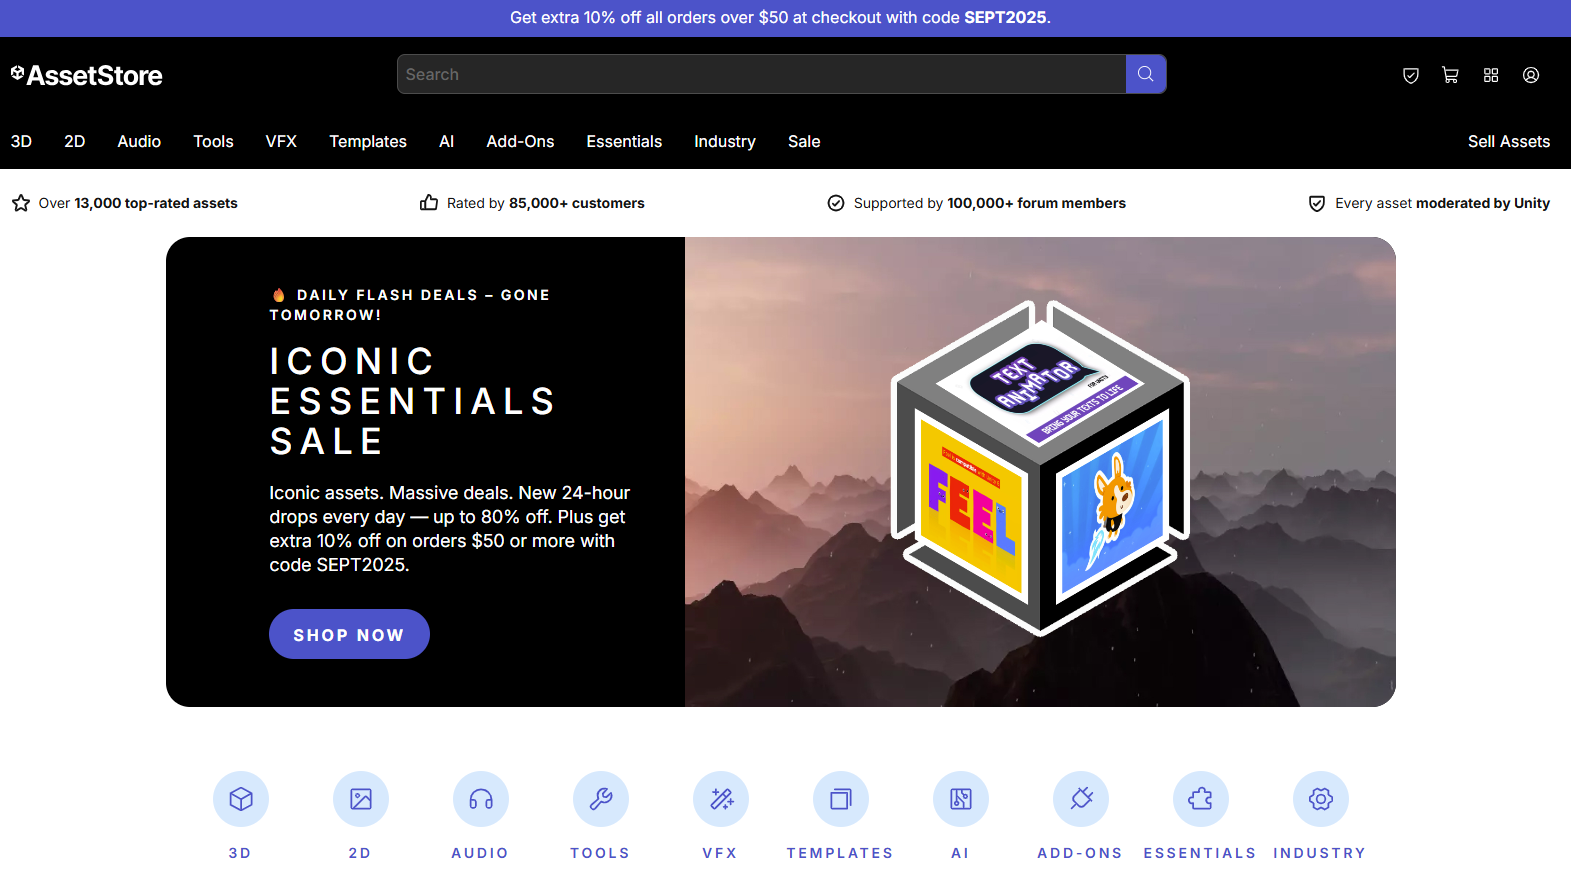 Get extra 10% off all orders over $50 at checkout with code SEPT2025.
AssetStore
Search
3D
2D
Audio
Tools
VFX
Templates
AI
Add-Ons
Essentials
Industry
Sale
Sell Assets
Over 13,000 top-rated assets
Rated by 85,000+ customers
Supported by 100,000+ forum members
Every asset moderated by Unity
🔥 DAILY FLASH DEALS – GONE
TOMORROW!
ICONIC
ESSENTIALS
SALE
Iconic assets. Massive deals. New 24-hour
drops every day — up to 80% off. Plus get
extra 10% off on orders $50 or more with
code SEPT2025.
SHOP NOW
TEXT
ANIMATOR
FOR UNITY
BRING YOUR TEXTS TO LIFE
FEEL
3D
2D
AUDIO
TOOLS
VFX
TEMPLATES
AI
ADD-ONS
ESSENTIALS
INDUSTRY